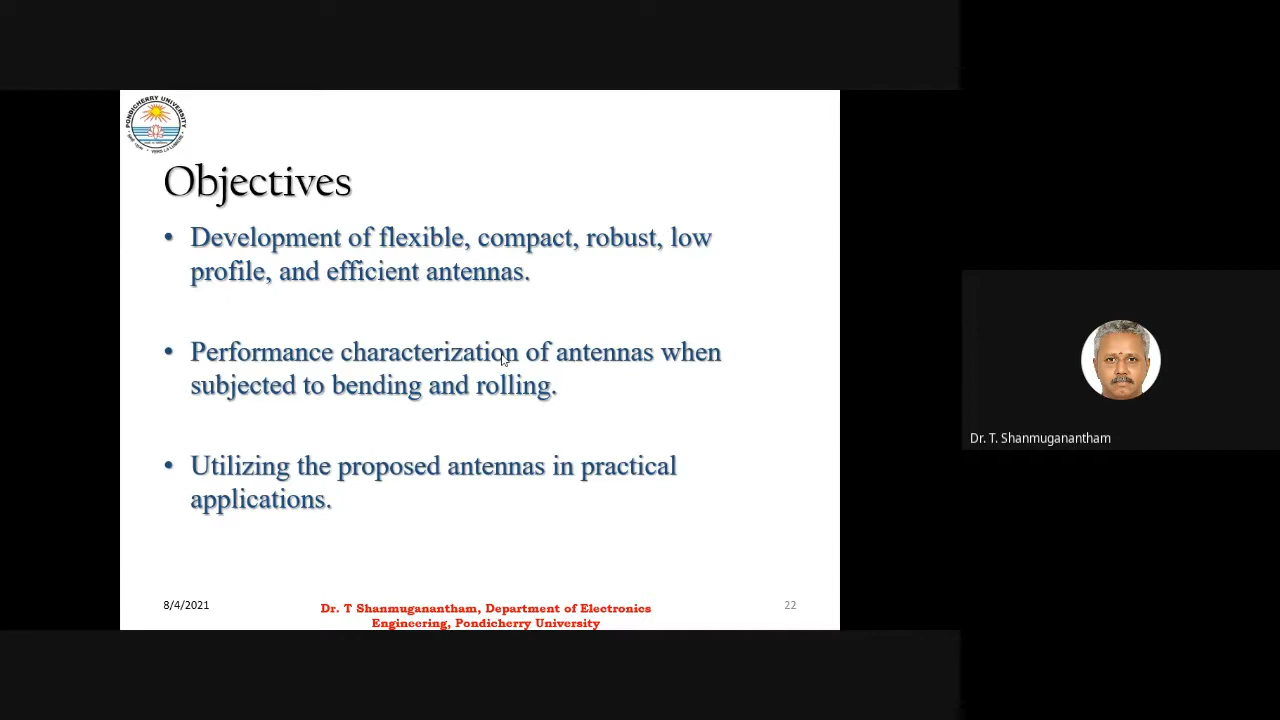 PONDICHERRY UNIVERSITY
Objectives
• Development of flexible, compact, robust, low
profile, and efficient antennas.
• Performance characterization of antennas when
subjected to bending and rolling.
• Utilizing the proposed antennas in practical
applications.
8/4/2021
Dr. T Shanmuganantham, Department of Electronics
Engineering, Pondicherry University
22
Dr. T. Shanmuganantham